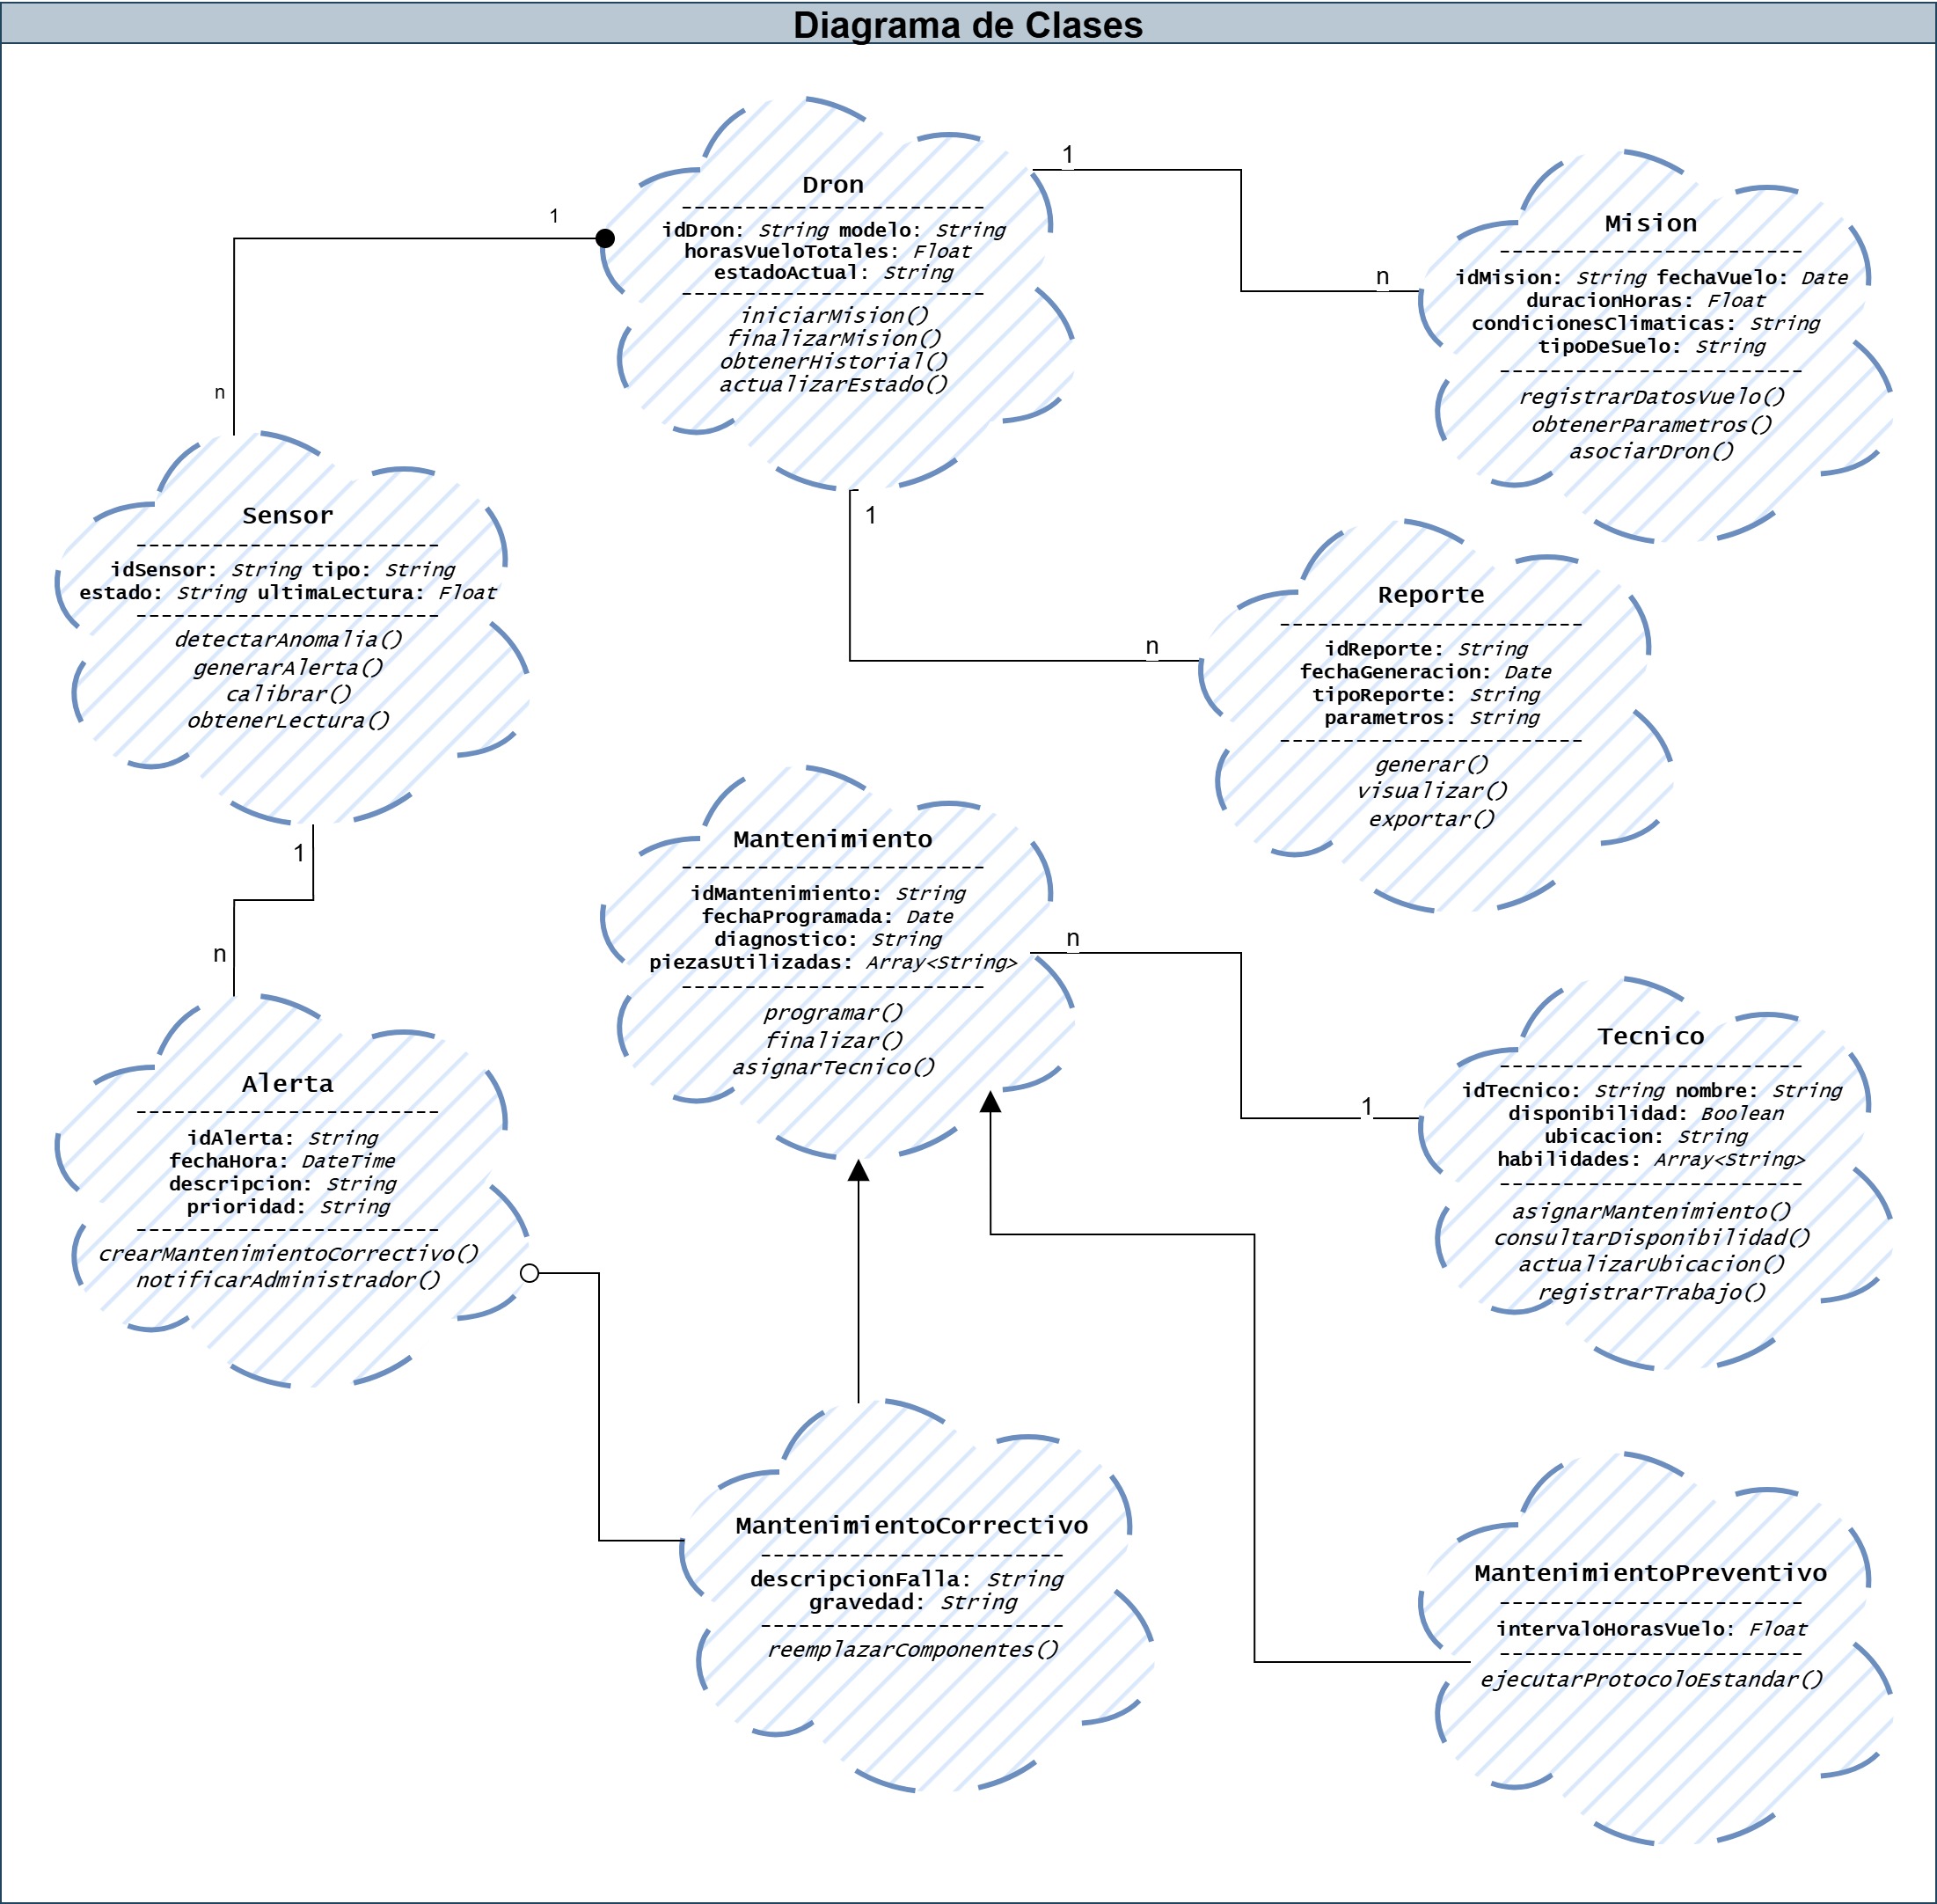 Diagrama de Clases
Dron
------------------------
idDron: String modelo: String
horasVueloTotales: Float
estadoActual: String
------------------------
iniciarMision()
finalizarMision()
obtenerHistorial()
actualizarEstado()
1
n
Mision
------------------------
idMision: String fechaVuelo: Date
duracionHoras: Float
condicionesClimaticas: String
tipoDeSuelo: String
------------------------
registrarDatosVuelo()
obtenerParametros()
asociarDron()
1
n
Sensor
------------------------
idSensor: String tipo: String
estado: String ultimaLectura: Float
------------------------
detectarAnomalia()
generarAlerta()
calibrar()
obtenerLectura()
1
n
Reporte
------------------------
idReporte: String
fechaGeneracion: Date
tipoReporte: String
parametros: String
------------------------
generar()
visualizar()
exportar()
1
n
Mantenimiento
------------------------
idMantenimiento: String
fechaProgramada: Date
diagnostico: String
piezasUtilizadas: Array<String>
------------------------
programar()
finalizar()
asignarTecnico()
n
1
Tecnico
------------------------
idTecnico: String nombre: String
disponibilidad: Boolean
ubicacion: String
habilidades: Array<String>
------------------------
asignarMantenimiento()
consultarDisponibilidad()
actualizarUbicacion()
registrarTrabajo()
Alerta
------------------------
idAlerta: String
fechaHora: DateTime
descripcion: String
prioridad: String
------------------------
crearMantenimientoCorrectivo()
notificarAdministrador()
MantenimientoCorrectivo
------------------------
descripcionFalla: String
gravedad: String
------------------------
reemplazarComponentes()
MantenimientoPreventivo
------------------------
intervaloHorasVuelo: Float
------------------------
ejecutarProtocoloEstandar()